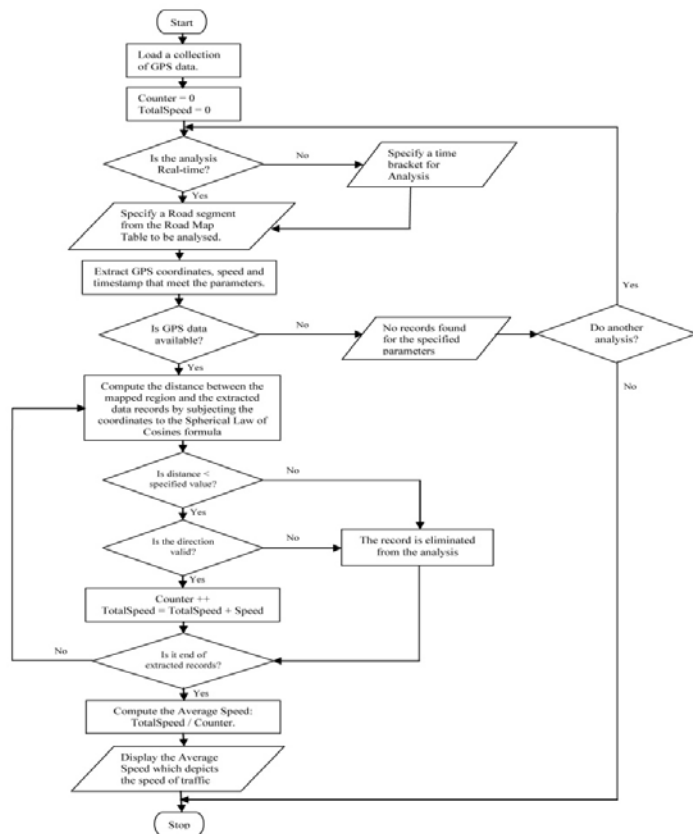 Start
Load a collection
of GPS data.
Counter = 0
TotalSpeed = 0
Is the analysis
Real-time?
No
Specify a time
bracket for
Analysis
Yes
Specify a Road segment
from the Road Map
Table to be analysed.
Extract GPS coordinates, speed and
timestamp that meet the parameters.
Yes
Is GPS data
available?
No
No records found
for the specified
parameters
Do another
analysis?
Yes
No
Compute the distance between the
mapped region and the extracted
data records by subjecting the
coordinates to the Spherical Law of
Cosines formula
Is distance <
specified value?
No
Yes
Is the direction
valid?
No
The record is eliminated
from the analysis
Yes
Counter ++
TotalSpeed = TotalSpeed + Speed
No
Is it end of
extracted records?
Yes
Compute the Average Speed:
TotalSpeed / Counter.
Display the Average
Speed which depicts
the speed of traffic
Stop